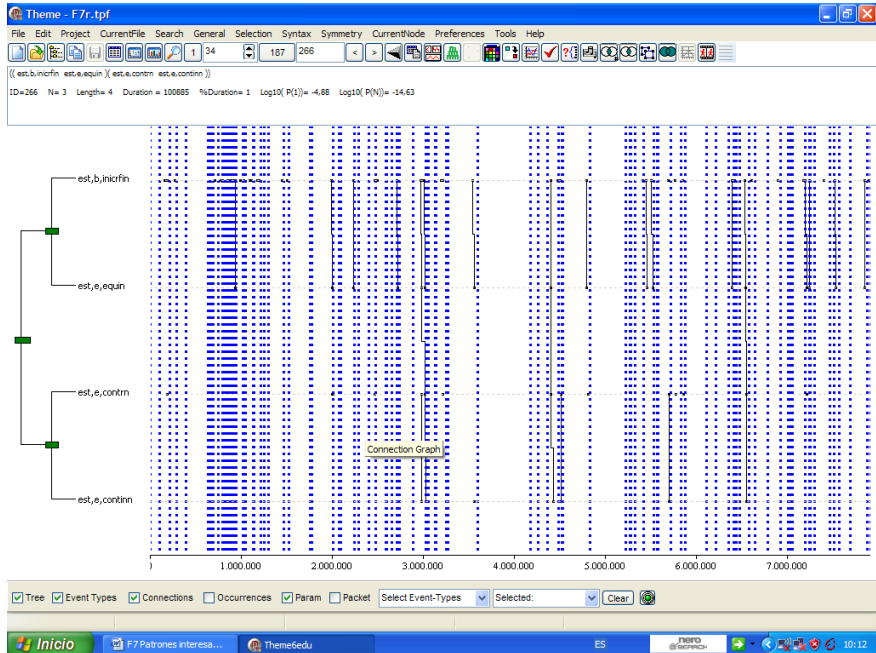 Theme - F7r.tpf
File Edit Project CurrentFile Search General Selection Syntax Symmetry CurrentNode Preferences Tools Help
1 34 187 266 < >
(( est,b,inicrfin est,e,equin )( est,e,contrn est,e,continn ))
ID=266 N= 3 Length= 4 Duration = 100885 %Duration= 1 Log10( P(1))= -4,88 Log10( P(N))= -14,63
est,b,inicrfin
est,e,equin
est,e,contrn
Connection Graph
est,e,continn
1.000.000 2.000.000 3.000.000 4.000.000 5.000.000 6.000.000 7.000.000
Tree Event Types Connections Occurrences Param Packet Select Event-Types Selected: Clear
Inicio F7 Patrones interesa... Theme6edu ES nero SEARCH 10:12